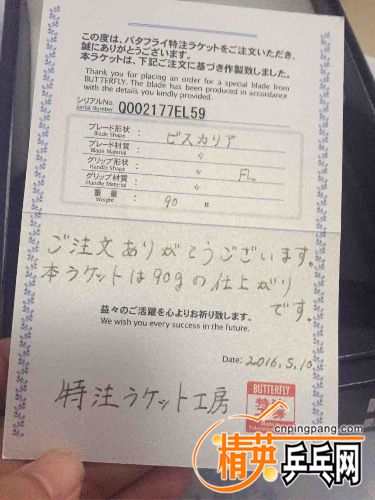 この度は、バタフライ特注ラケットをご注文いただき、
誠にありがとうございます。
本ラケットは、下記ご注文に基づき作製致しました。
Thank you for placing an order for a special blade from
BUTTERFLY. The blade has been produced in accordance
with the details you kindly provided.
シリアルNo.
Serial Number
Q002177EL59
ブレード形状
Blade Shape
ビスカリア
ブレード材質
Blade Material
〃
グリップ形状
Handle Shape
〃 FL
グリップ材質
Handle Material
〃
重量
Weight
90 g
ご注文ありがとうございます。
本ラケットは90gの仕上がり
です。
益々のご活躍を心よりお祈り致します。
We wish you every success in the future.
Date: 2016.5.10
特注ラケット工房
BUTTERFLY
特注
cnpingpang.com
精英乒乓网